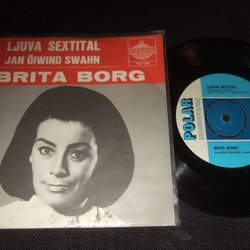 LJUVA SEXTITAL
JAN ÖIWIND SWAHN
BRITA BORG
POLAR
LJUVA SEXTITAL
BRITA BORG